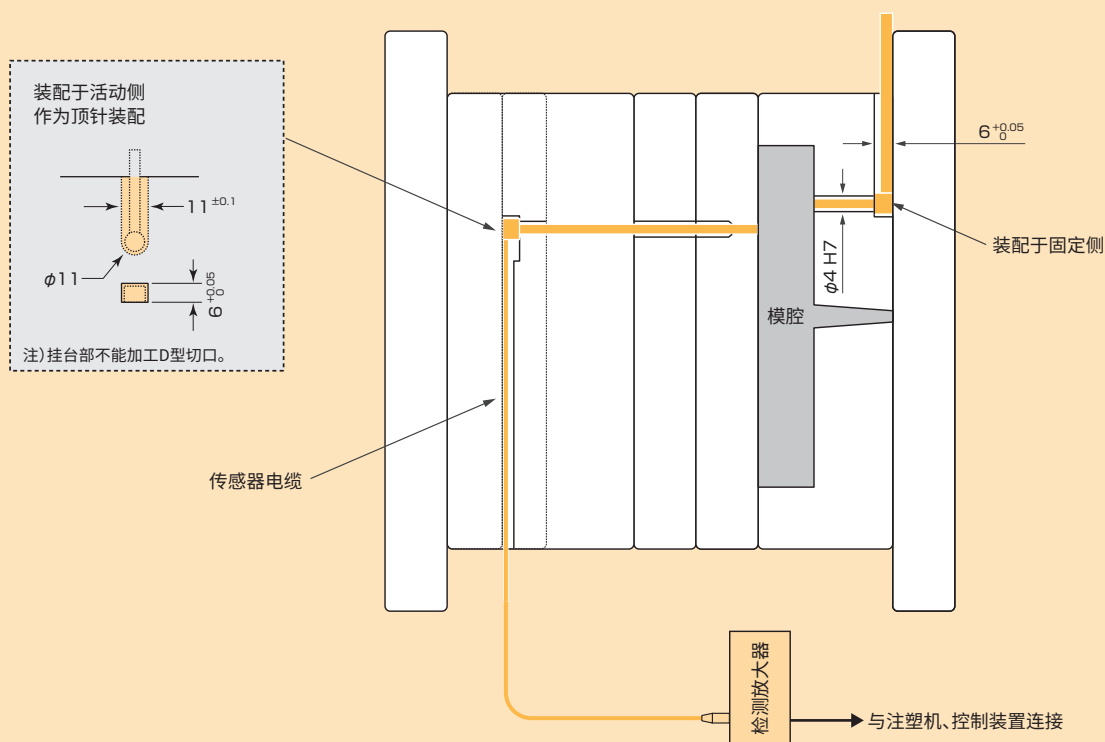 装配于活动侧
作为顶针装配
11 ±0.1
φ11
6 +0.05 0
注)挂台部不能加工D型切口。
传感器电缆
6 +0.05 0
φ4 H7
装配于固定侧
模腔
检测放大器
与注塑机、控制装置连接